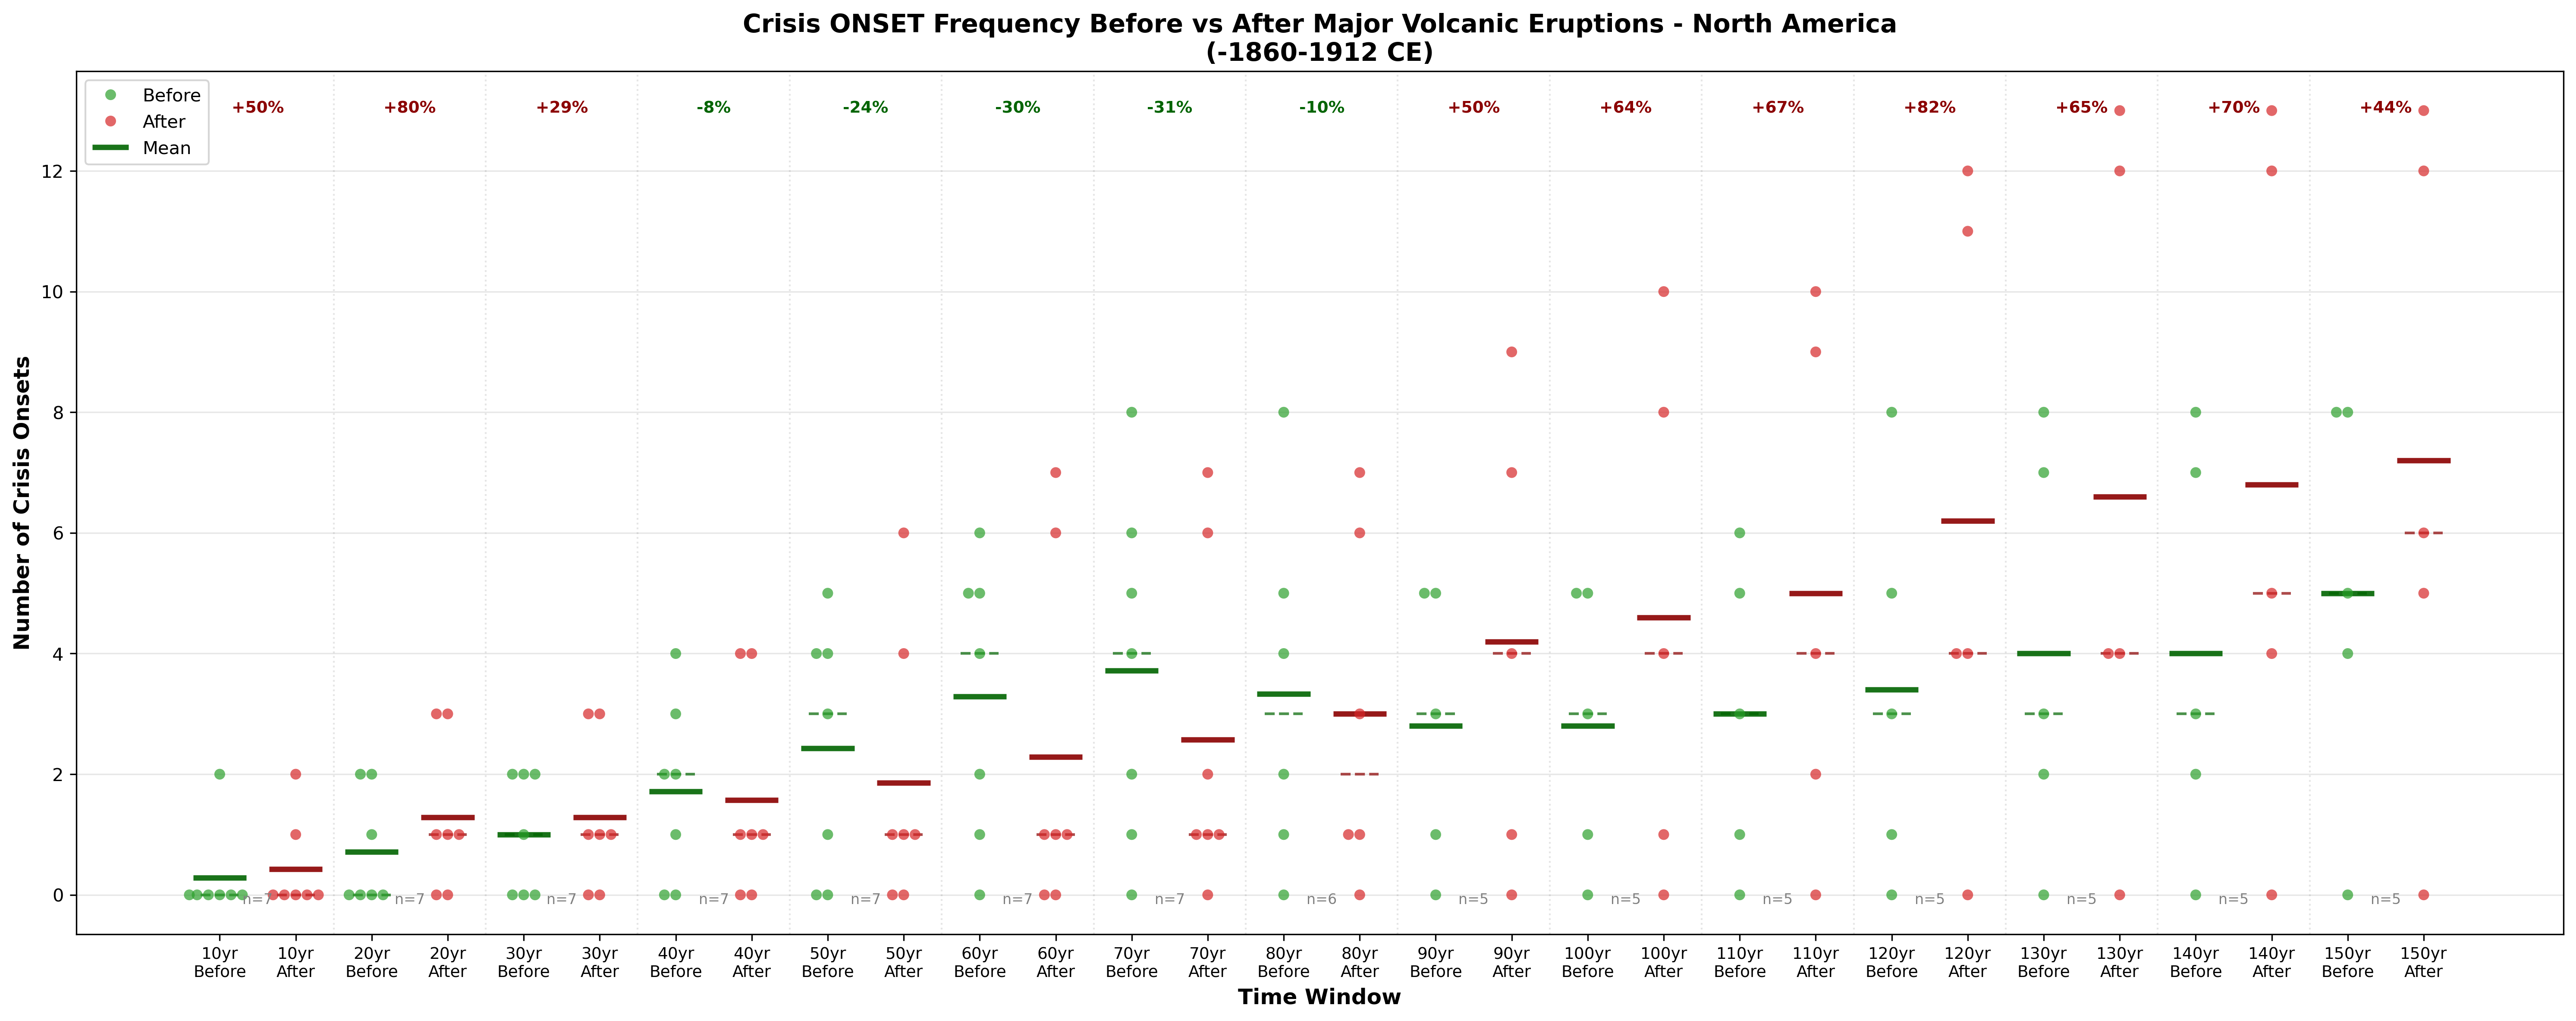 Crisis ONSET Frequency Before vs After Major Volcanic Eruptions - North America
(-1860-1912 CE)
Before
After
Mean
+50%
+80%
+29%
-8%
-24%
-30%
-31%
-10%
+50%
+64%
+67%
+82%
+65%
+70%
+44%
Number of Crisis Onsets
12
10
8
6
4
2
0
n=7
n=7
n=7
n=7
n=7
n=7
n=7
n=6
n=5
n=5
n=5
n=5
n=5
n=5
n=5
10yr
Before
10yr
After
20yr
Before
20yr
After
30yr
Before
30yr
After
40yr
Before
40yr
After
50yr
Before
50yr
After
60yr
Before
60yr
After
70yr
Before
70yr
After
80yr
Before
80yr
After
90yr
Before
90yr
After
100yr
Before
100yr
After
110yr
Before
110yr
After
120yr
Before
120yr
After
130yr
Before
130yr
After
140yr
Before
140yr
After
150yr
Before
150yr
After
Time Window